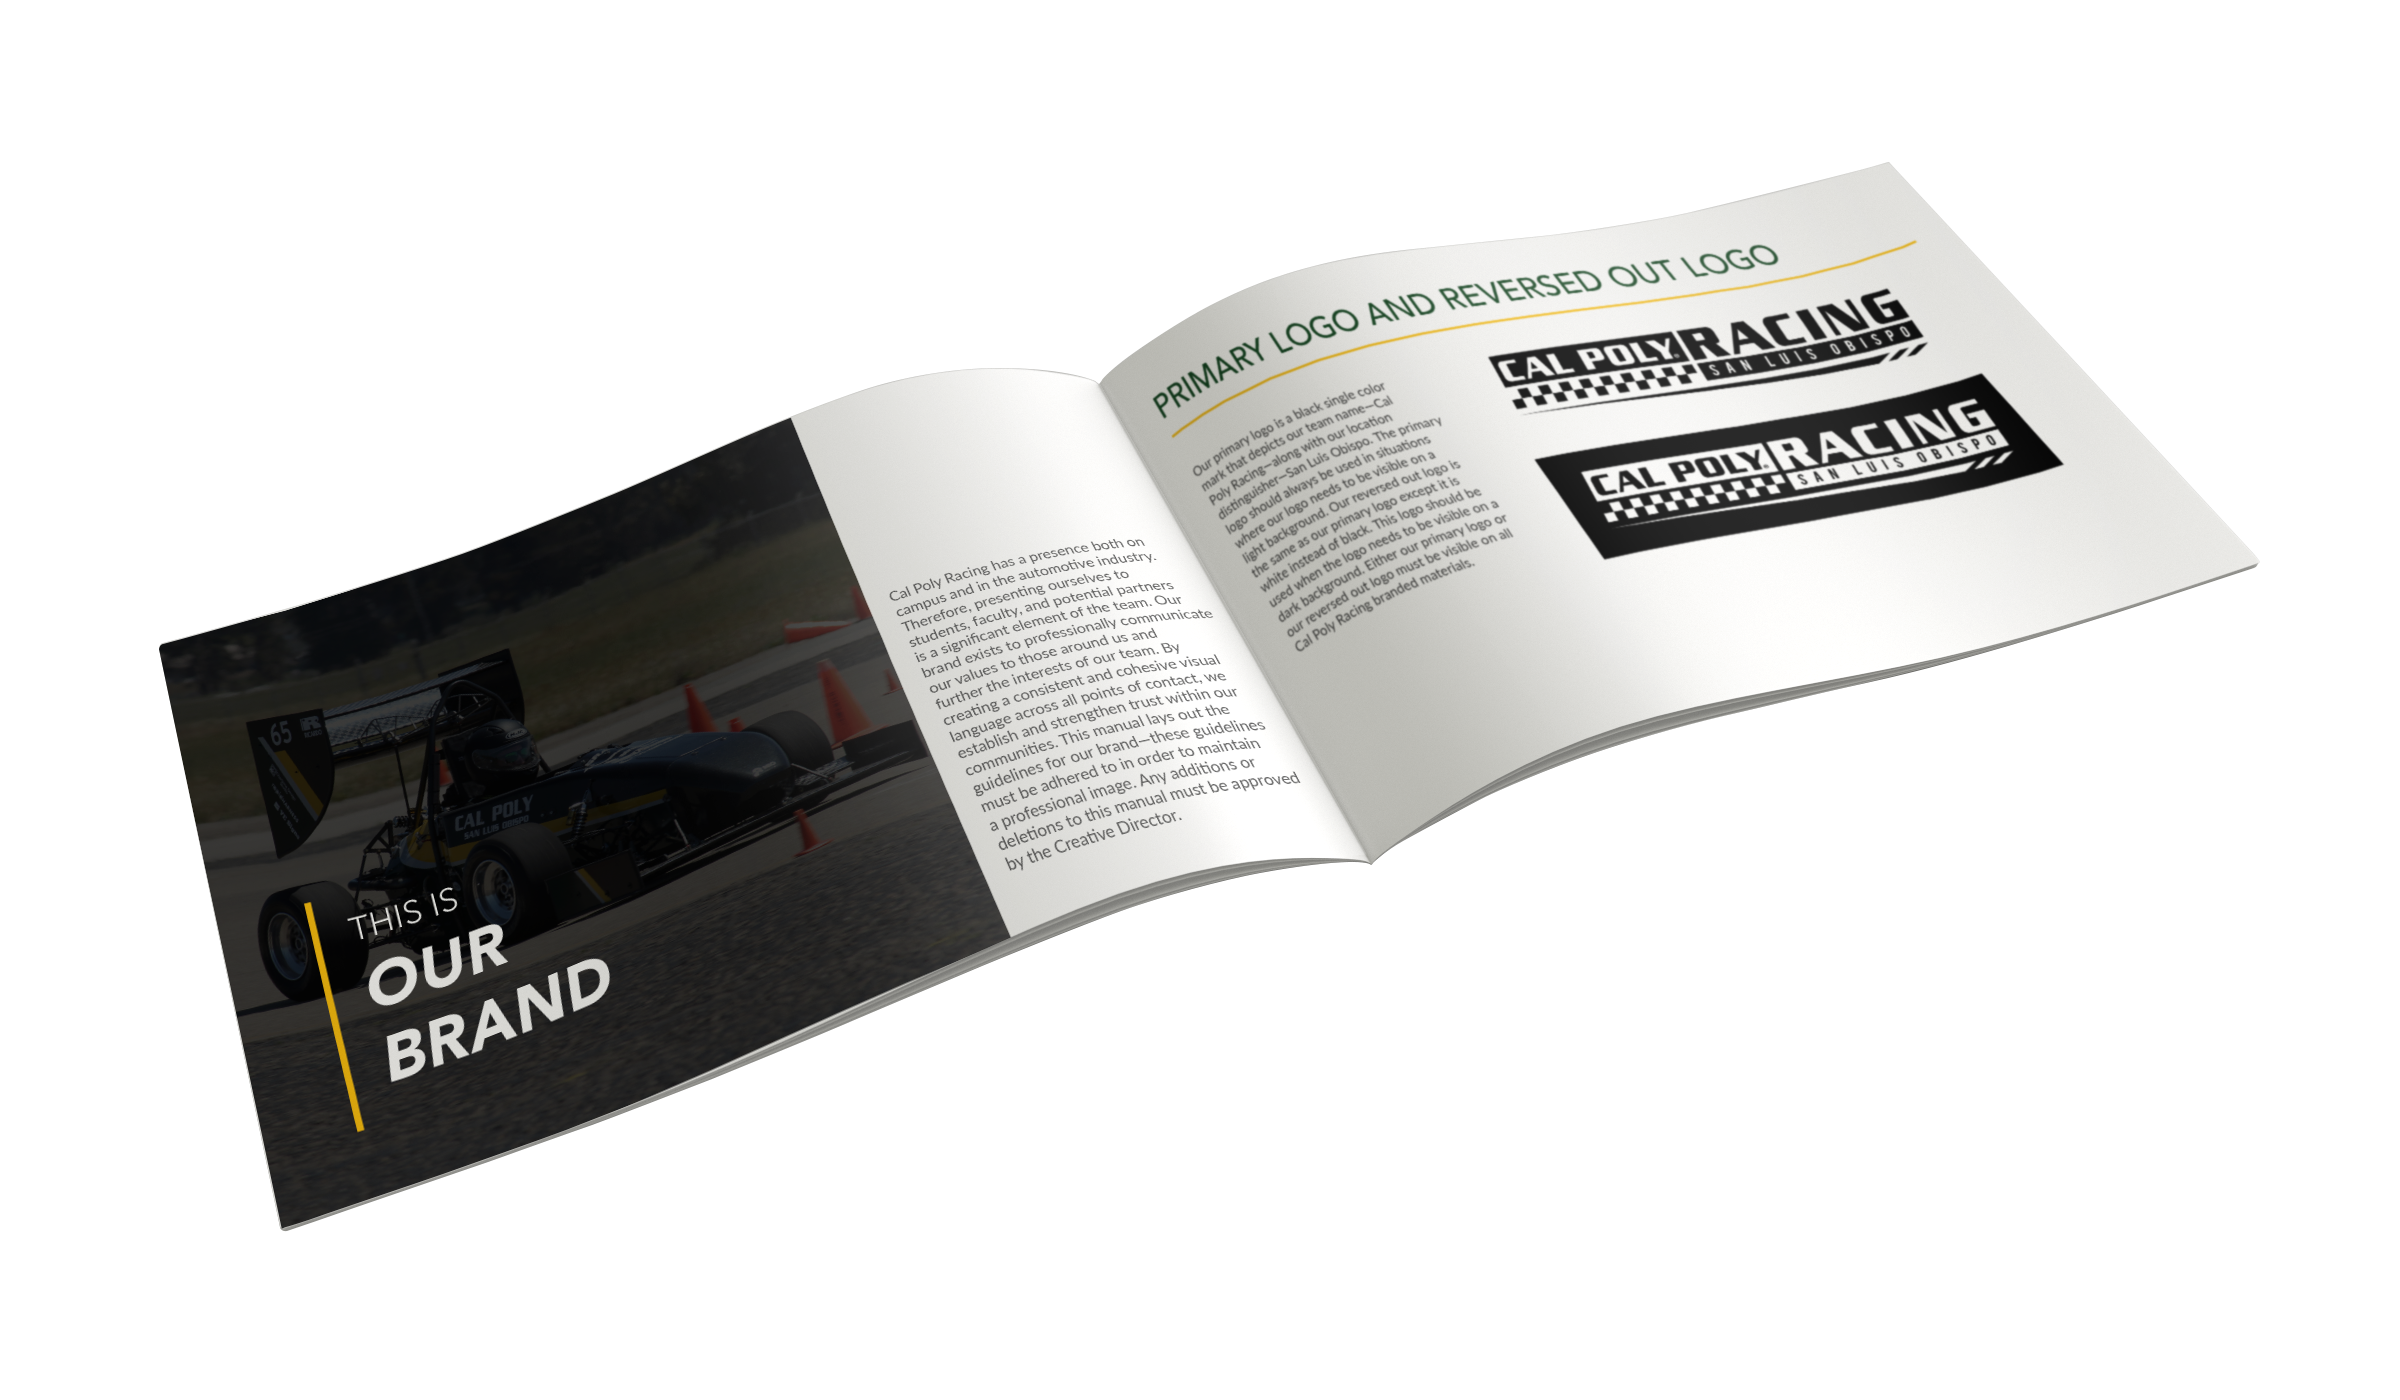 65
CAL POLY
SAN LUIS OBISPO
THIS IS
OUR
BRAND
Cal Poly Racing has a presence both on
campus and in the automotive industry.
Therefore, presenting ourselves to
students, faculty, and potential partners
is a significant element of the team. Our
brand exists to professionally communicate
our values to those around us and
further the interests of our team. By
creating a consistent and cohesive visual
language across all points of contact, we
establish and strengthen trust within our
communities. This manual lays out the
guidelines for our brand—these guidelines
must be adhered to in order to maintain
a professional image. Any additions or
deletions to this manual must be approved
by the Creative Director.
PRIMARY LOGO AND REVERSED OUT LOGO
Our primary logo is a black single color
mark that depicts our team name—Cal
Poly Racing—along with our location
distinguisher—San Luis Obispo. The primary
logo should always be used in situations
where our logo needs to be visible on a
light background. Our reversed out logo is
the same as our primary logo except it is
white instead of black. This logo should be
used when the logo needs to be visible on a
dark background. Either our primary logo or
our reversed out logo must be visible on all
Cal Poly Racing branded materials.
CAL POLY RACING
SAN LUIS OBISPO
CAL POLY RACING
SAN LUIS OBISPO